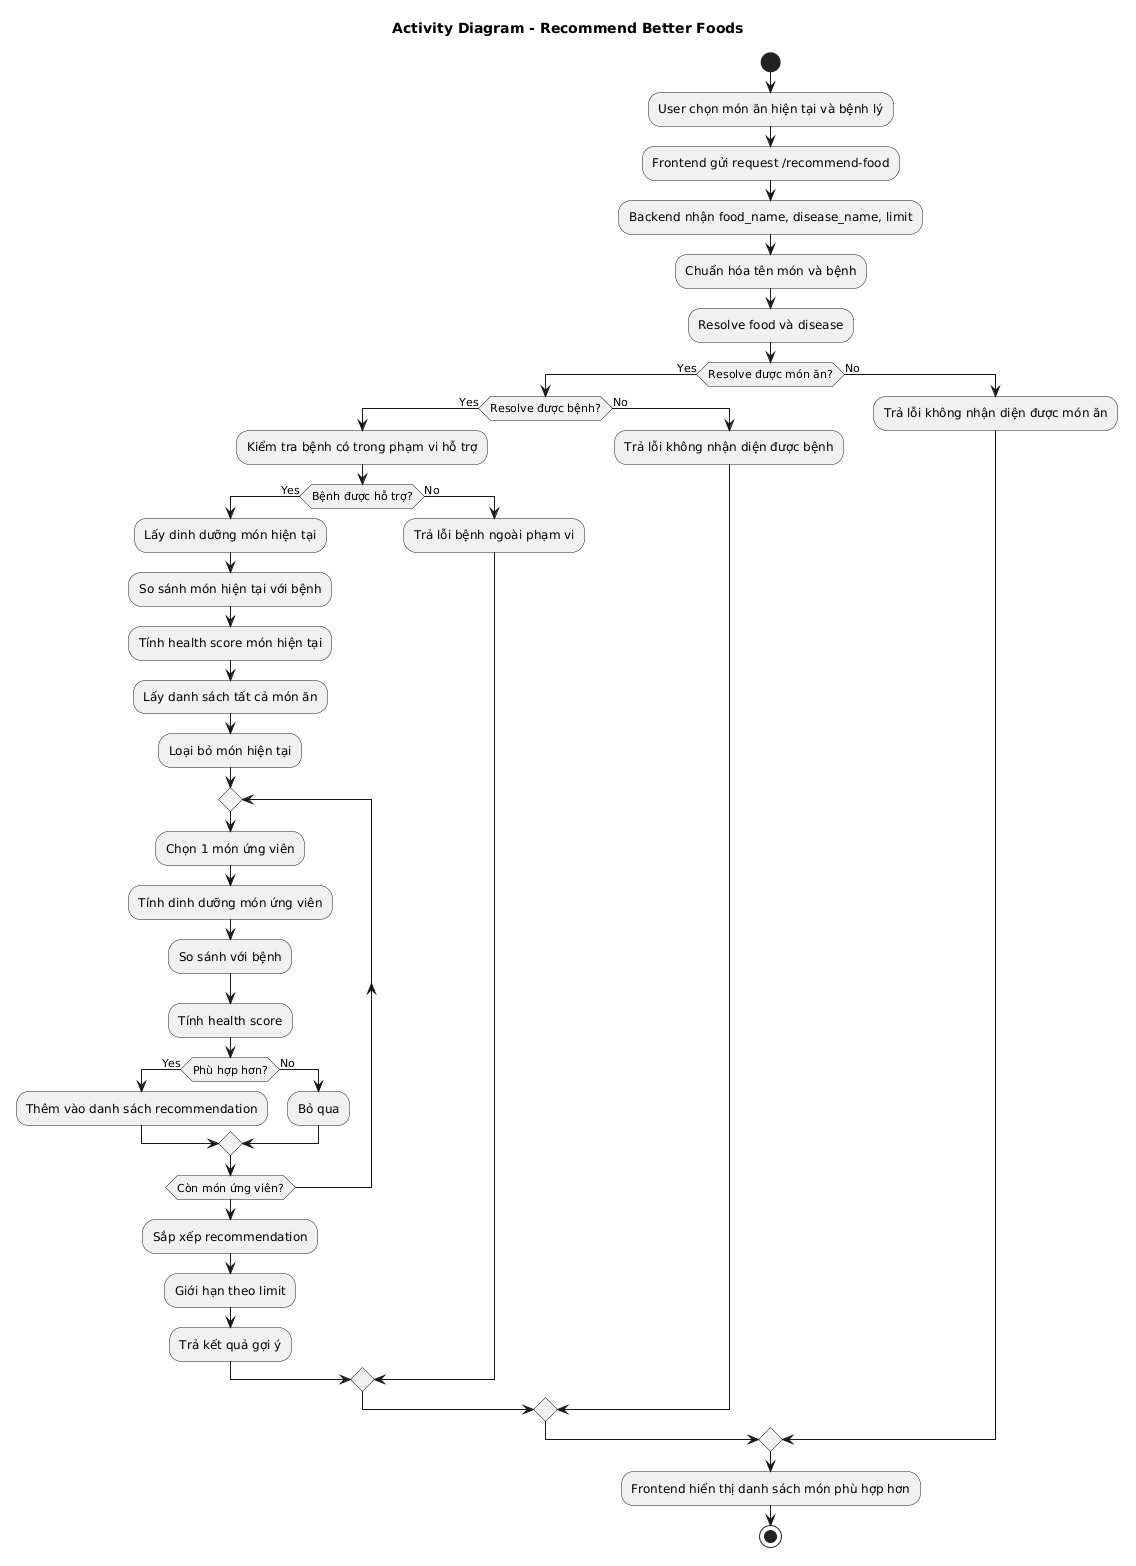 Activity Diagram - Recommend Better Foods
User chọn món ăn hiện tại và bệnh lý
Frontend gửi request /recommend-food
Backend nhận food_name, disease_name, limit
Chuẩn hóa tên món và bệnh
Resolve food và disease
Yes
Resolve được món ăn?
No
Yes
Resolve được bệnh?
No
Trả lỗi không nhận diện được món ăn
Kiểm tra bệnh có trong phạm vi hỗ trợ
Trả lỗi không nhận diện được bệnh
Yes
Bệnh được hỗ trợ?
No
Lấy dinh dưỡng món hiện tại
Trả lỗi bệnh ngoài phạm vi
So sánh món hiện tại với bệnh
Tính health score món hiện tại
Lấy danh sách tất cả món ăn
Loại bỏ món hiện tại
Chọn 1 món ứng viên
Tính dinh dưỡng món ứng viên
So sánh với bệnh
Tính health score
Yes
Phù hợp hơn?
No
Thêm vào danh sách recommendation
Bỏ qua
Còn món ứng viên?
Sắp xếp recommendation
Giới hạn theo limit
Trả kết quả gợi ý
Frontend hiển thị danh sách món phù hợp hơn